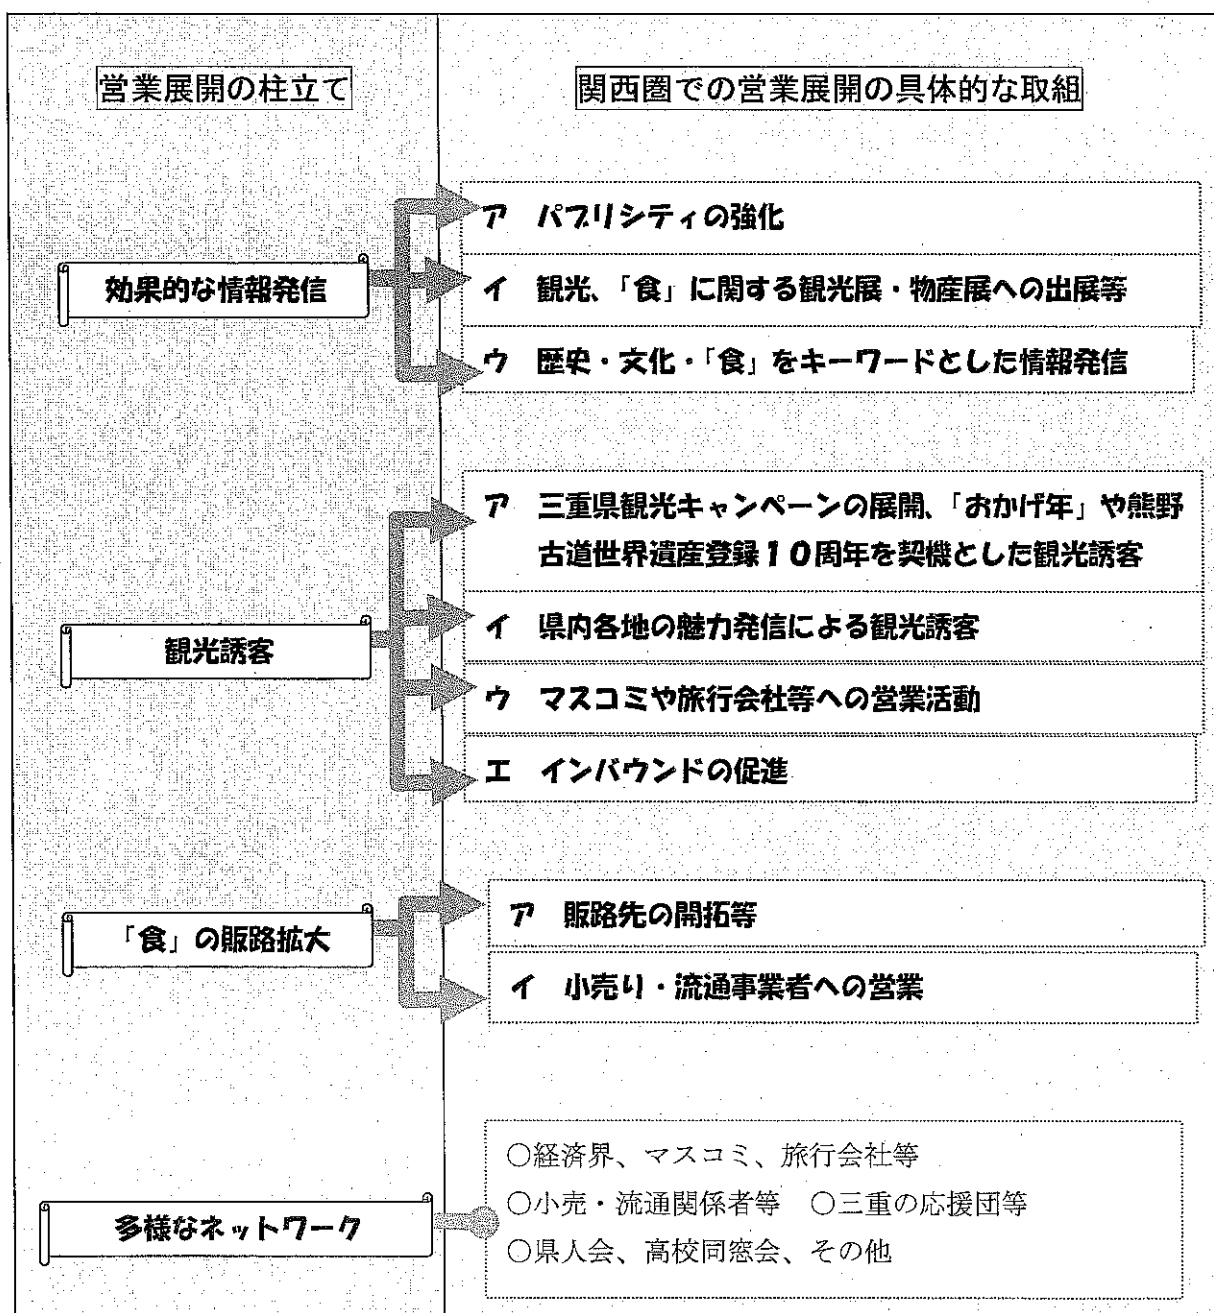 営業展開の柱立て
関西圏での営業展開の具体的な取組
効果的な情報発信
ア　パブリシティの強化
イ　観光、「食」に関する観光展・物産展への出展等
ウ　歴史・文化・「食」をキーワードとした情報発信
観光誘客
ア　三重県観光キャンペーンの展開、「おかげ年」や熊野
古道世界遺産登録１０周年を契機とした観光誘客
イ　県内各地の魅力発信による観光誘客
ウ　マスコミや旅行会社等への営業活動
エ　インバウンドの促進
「食」の販路拡大
ア　販路先の開拓等
イ　小売り・流通事業者への営業
多様なネットワーク
○経済界、マスコミ、旅行会社等
○小売・流通関係者等　○三重の応援団等
○県人会、高校同窓会、その他